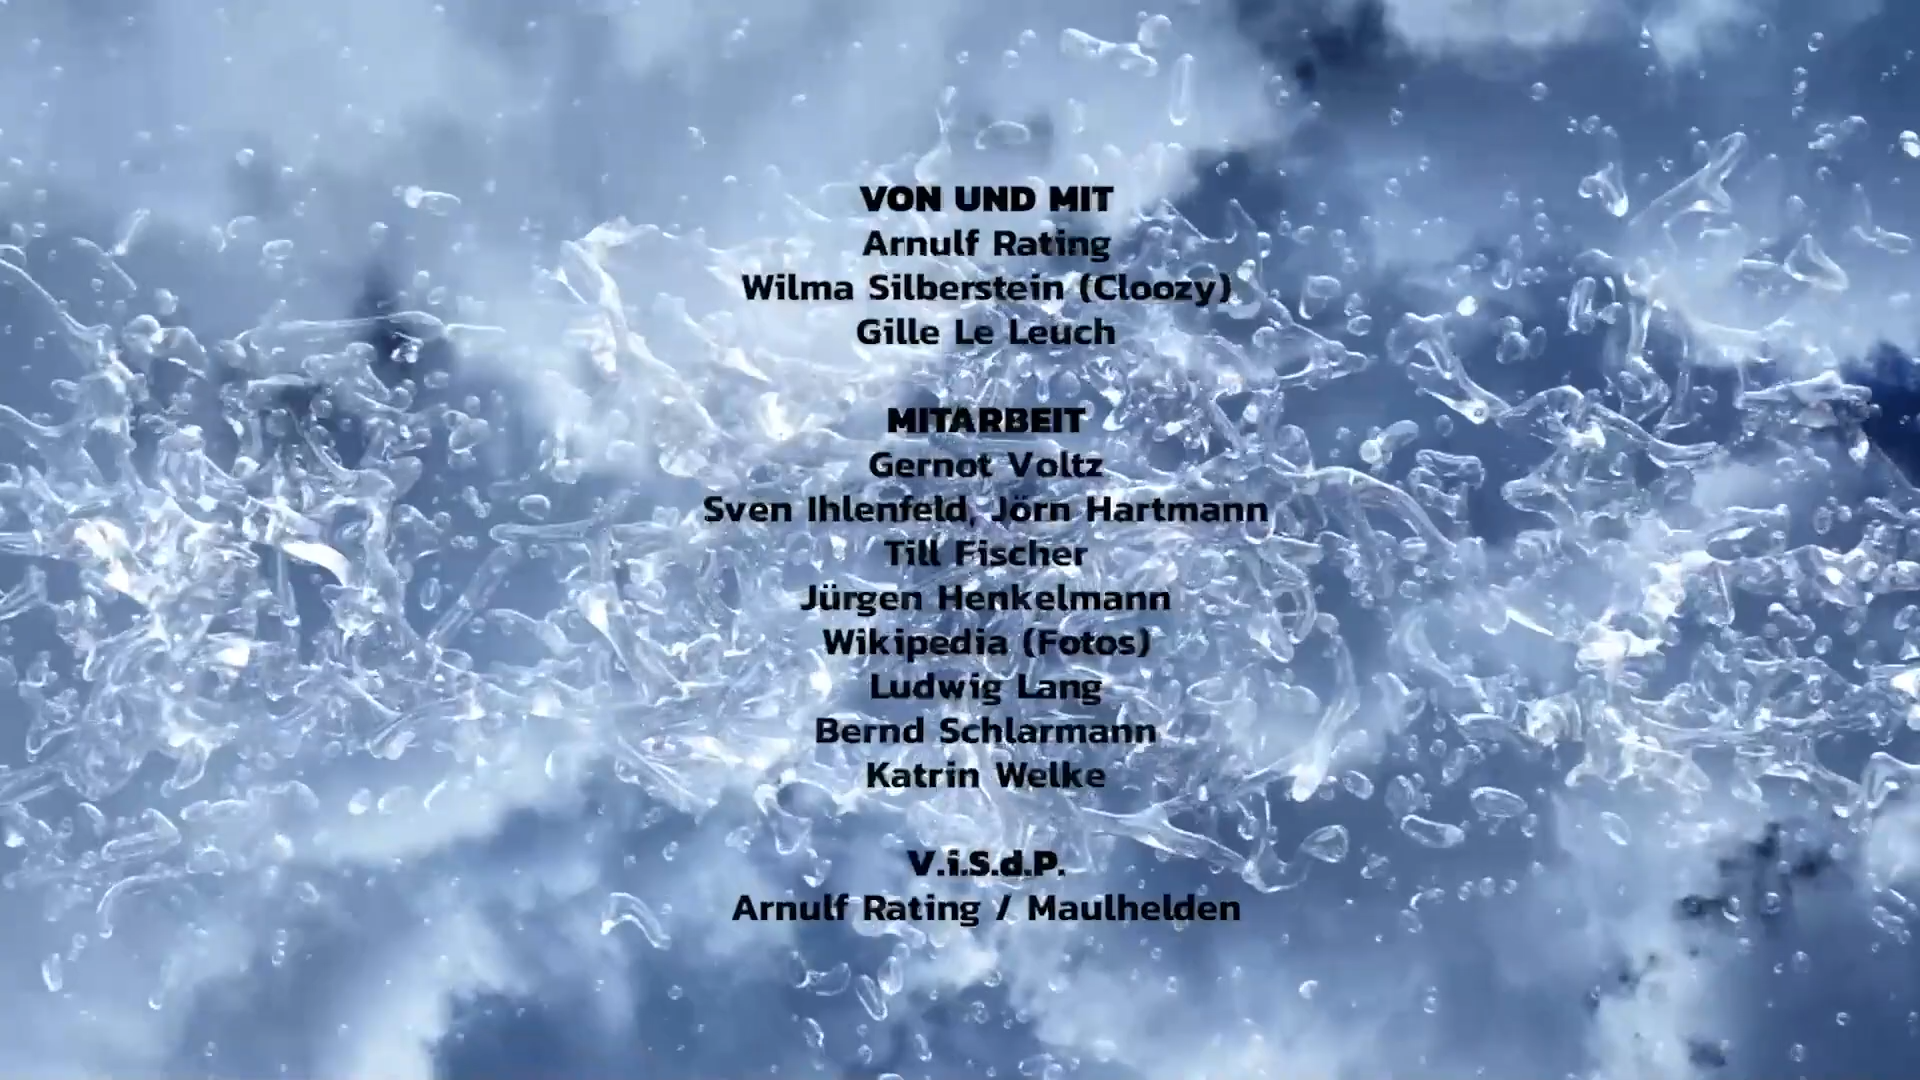 VON UND MIT
Arnulf Rating
Wilma Silberstein (Cloozy)
Gille Le Leuch
MITARBEIT
Gernot Voltz
Sven Ihlenfeld, Jörn Hartmann
Till Fischer
Jürgen Henkelmann
Wikipedia (Fotos)
Ludwig Lang
Bernd Schlarmann
Katrin Welke
V.i.S.d.P.
Arnulf Rating / Maulhelden